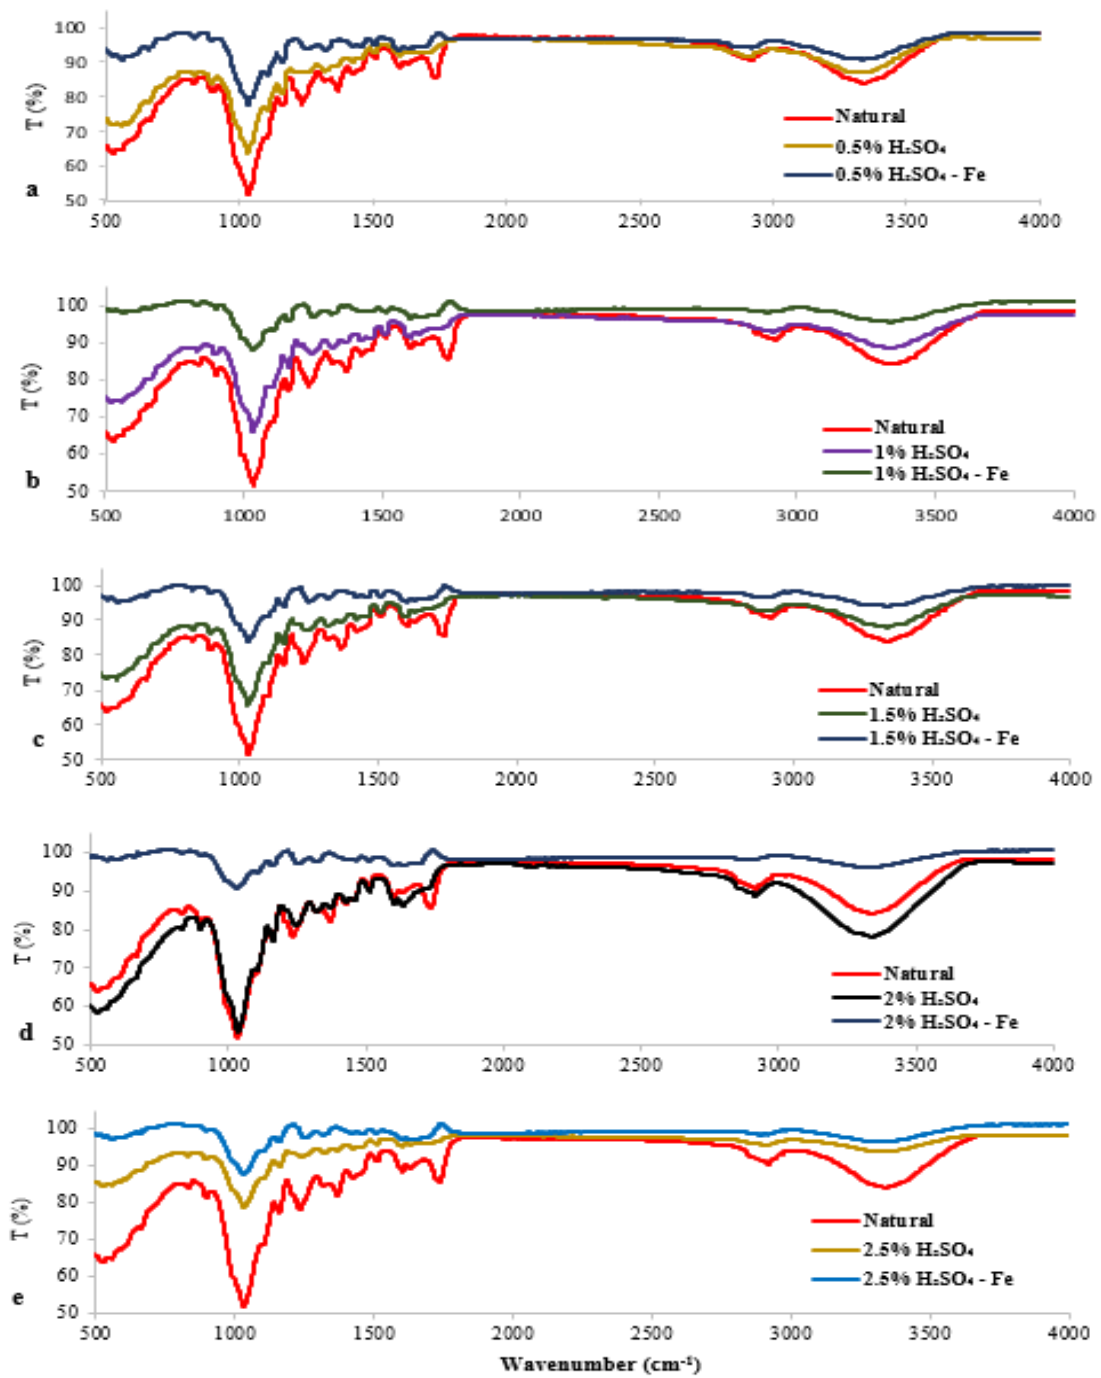 100
90
80
70
60
50
T (%)
a
Natural
0.5% H₂SO₄
0.5% H₂SO₄ - Fe
500 1000 1500 2000 2500 3000 3500 4000
100
90
80
70
60
50
T (%)
b
Natural
1% H₂SO₄
1% H₂SO₄ - Fe
500 1000 1500 2000 2500 3000 3500 4000
100
90
80
70
60
50
T (%)
c
Natural
1.5% H₂SO₄
1.5% H₂SO₄ - Fe
500 1000 1500 2000 2500 3000 3500 4000
100
90
80
70
60
50
T (%)
d
Natural
2% H₂SO₄
2% H₂SO₄ - Fe
500 1000 1500 2000 2500 3000 3500 4000
100
90
80
70
60
50
T (%)
e
Natural
2.5% H₂SO₄
2.5% H₂SO₄ - Fe
500 1000 1500 2000 2500 3000 3500 4000
Wavenumber (cm⁻¹)